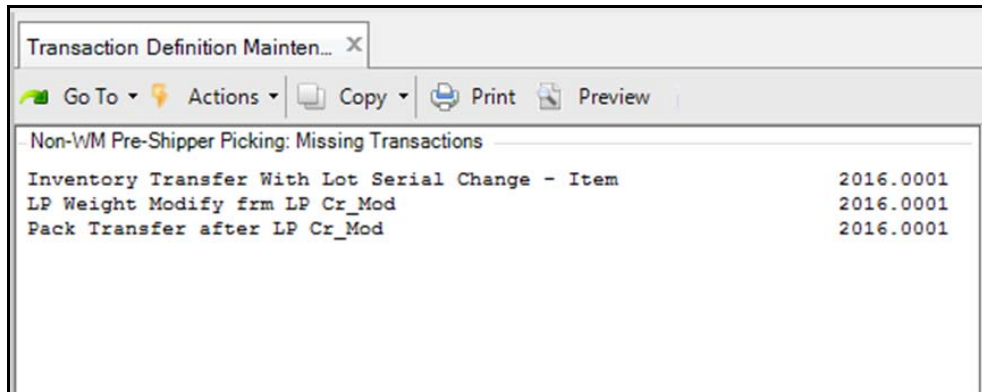 Transaction Definition Mainten...
Go To Actions Copy Print Preview
Non-WM Pre-Shipper Picking: Missing Transactions
Inventory Transfer With Lot Serial Change - Item 2016.0001
LP Weight Modify frm LP Cr_Mod 2016.0001
Pack Transfer after LP Cr_Mod 2016.0001